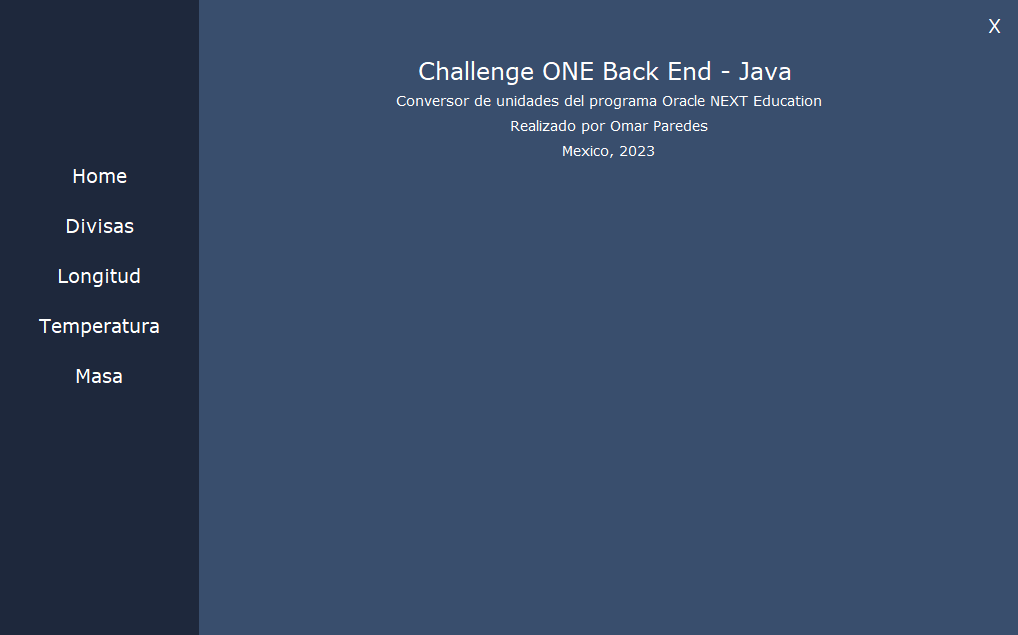 X
Challenge ONE Back End - Java
Conversor de unidades del programa Oracle NEXT Education
Realizado por Omar Paredes
Mexico, 2023
Home
Divisas
Longitud
Temperatura
Masa